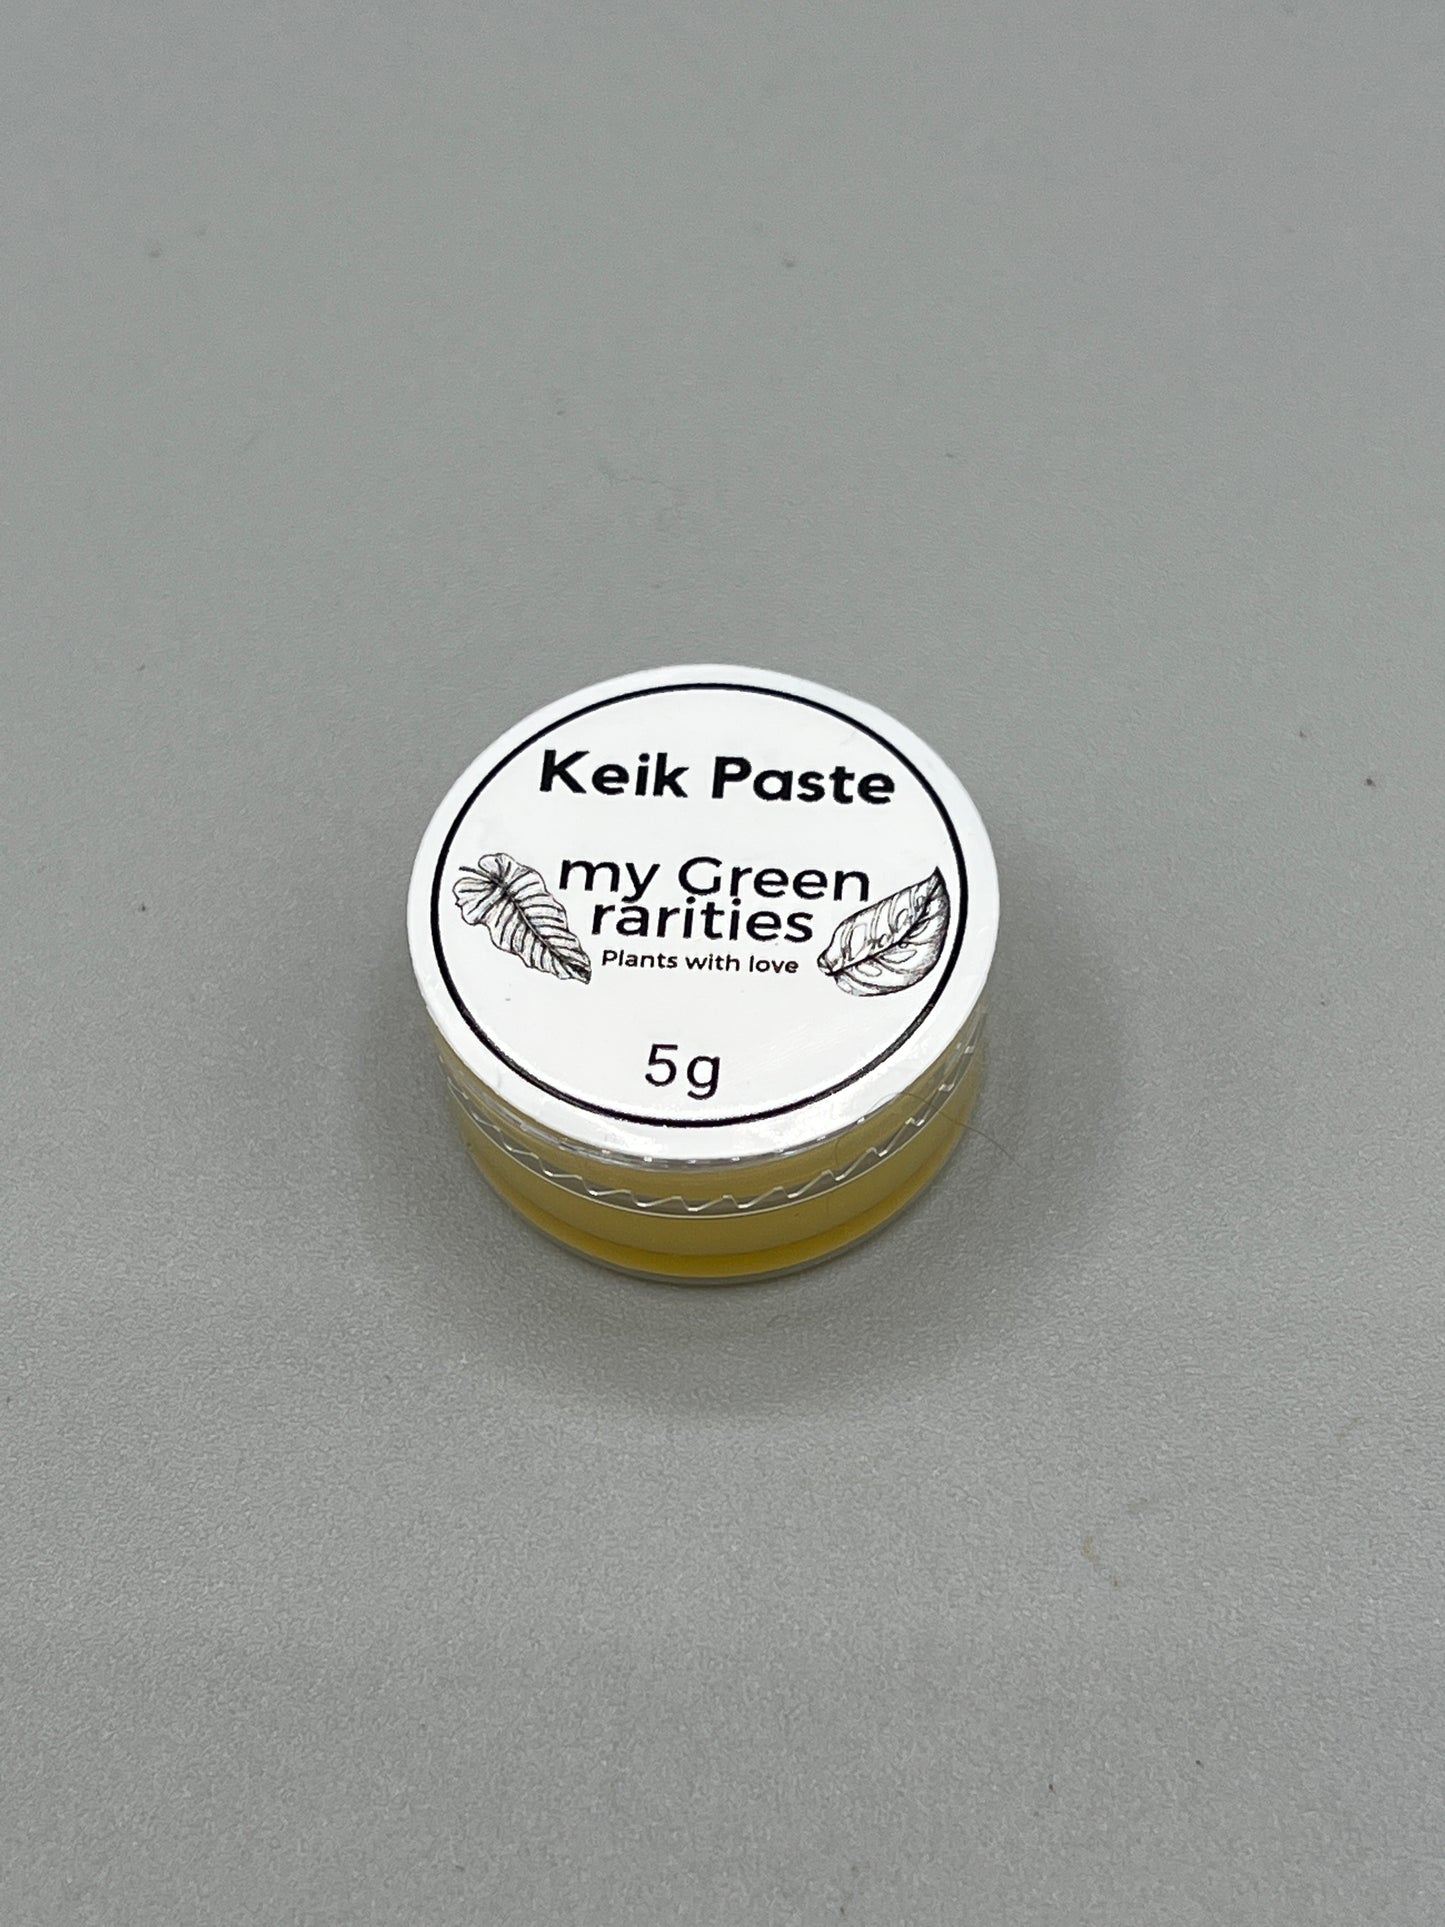 Keik Paste
my Green
rarities
Plants with love
5g